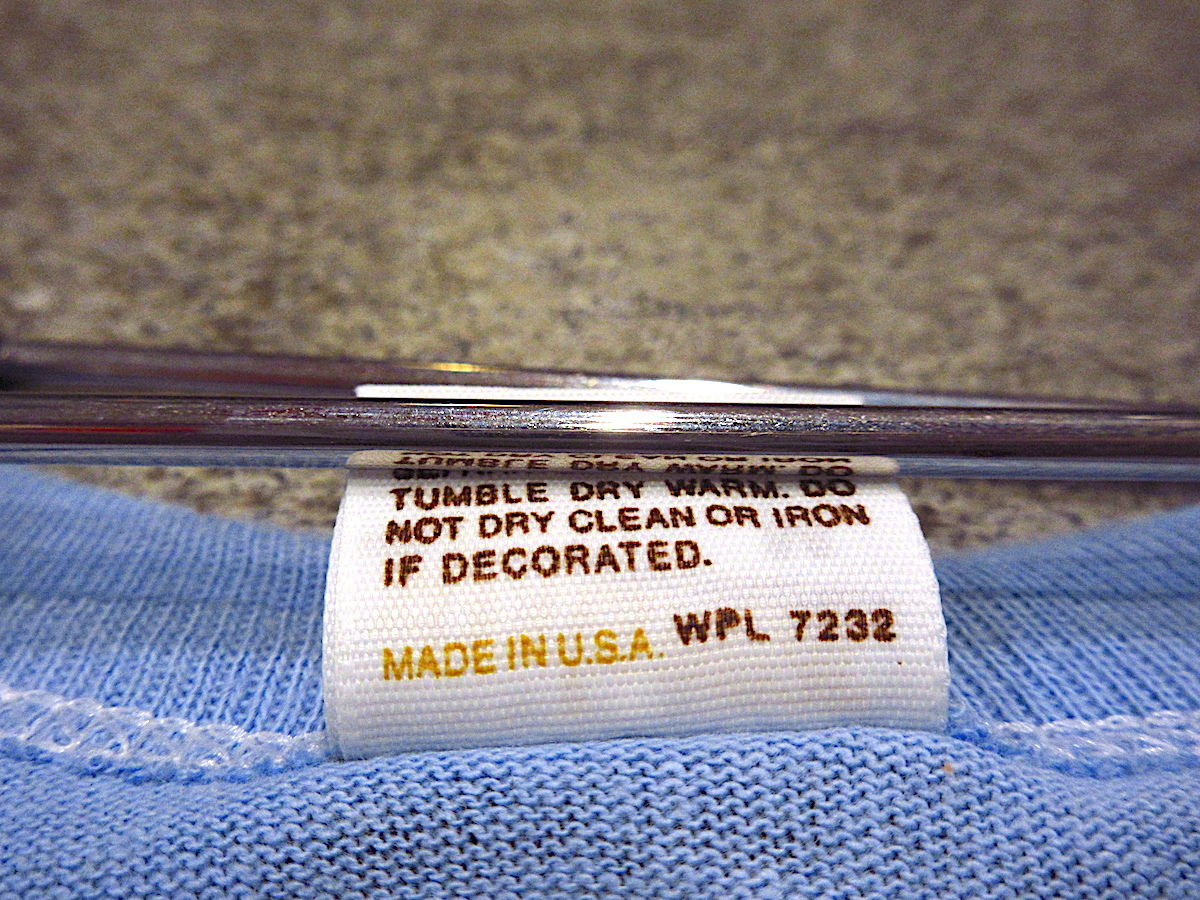 TUMBLE DRY WARM. DO
NOT DRY CLEAN OR IRON
IF DECORATED.
WPL 7232
MADE IN U.S.A.